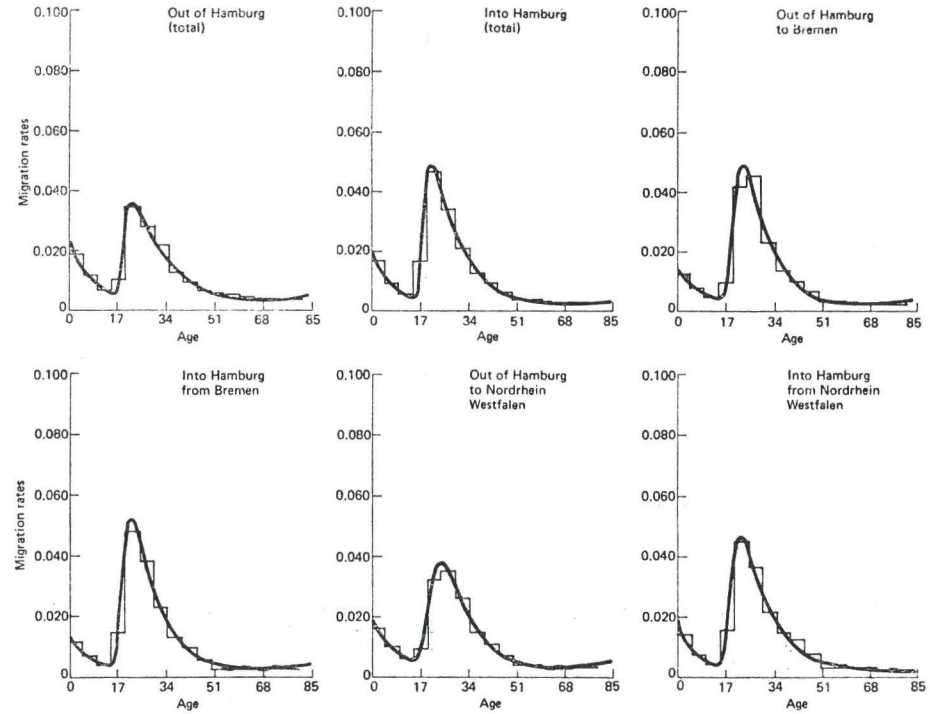 Out of Hamburg
(total)
Migration rates
0.100
0.080
0.060
0.040
0.020
0
0 17 34 51 68 85
Age
Into Hamburg
(total)
0.100
0.080
0.060
0.040
0.020
0
0 17 34 51 68 85
Age
Out of Hamburg
to Bremen
0.100
0.080
0.060
0.040
0.020
0
0 17 34 51 68 85
Age
Into Hamburg
from Bremen
Migration rates
0.100
0.080
0.060
0.040
0.020
0
0 17 34 51 68 85
Age
Out of Hamburg
to Nordrhein
Westfalen
0.100
0.080
0.060
0.040
0.020
0
0 17 34 51 68 85
Age
Into Hamburg
from Nordrhein
Westfalen
0.100
0.080
0.060
0.040
0.020
0
0 17 34 51 68 85
Age